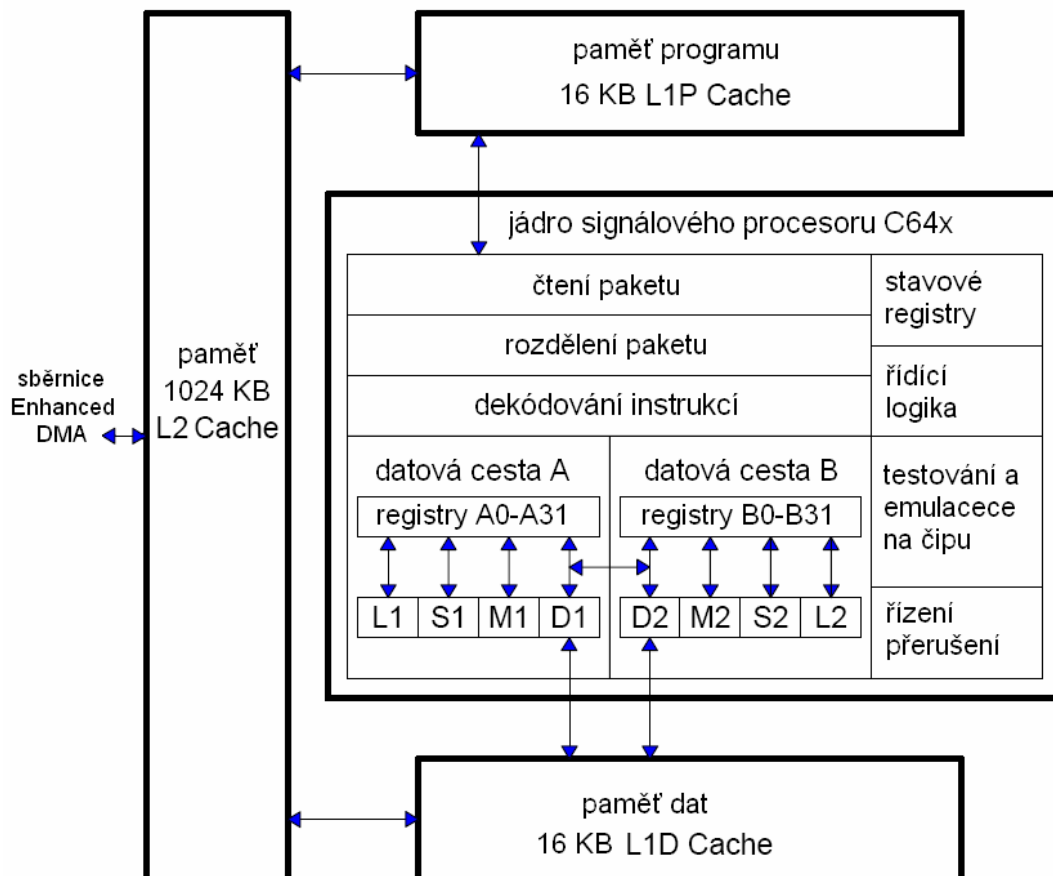 paměť programu
16 KB L1P Cache
jádro signálového procesoru C64x
čtení paketu
stavové
registry
rozdělení paketu
řídící
logika
dekódování instrukcí
paměť
1024 KB
L2 Cache
sběrnice
Enhanced
DMA
datová cesta A
datová cesta B
testování a
emulacece
na čipu
registry A0-A31
registry B0-B31
L1 S1 M1 D1
D2 M2 S2 L2
řízení
přerušení
paměť dat
16 KB L1D Cache